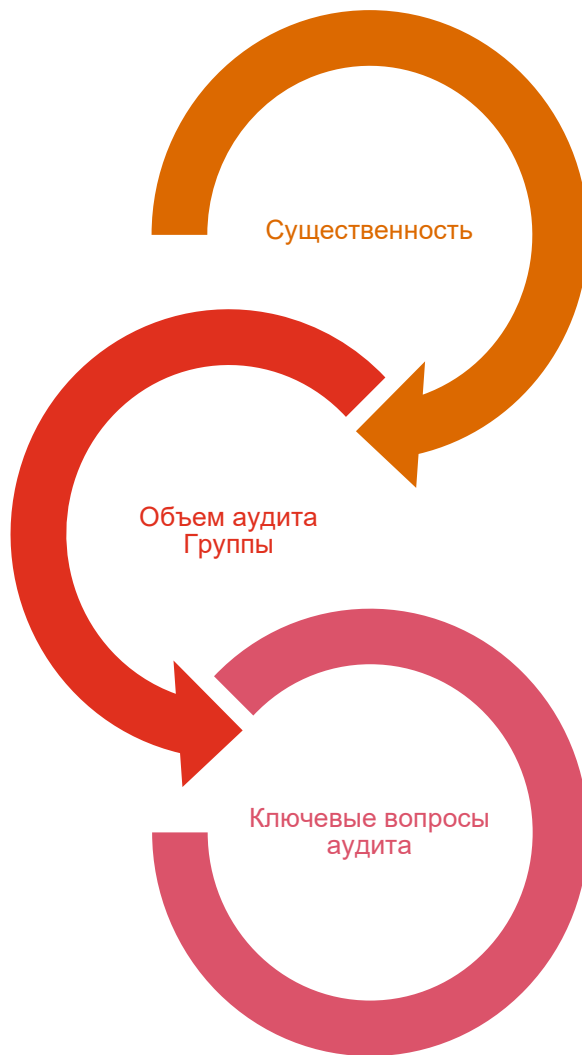 Существенность
Объем аудита
Группы
Ключевые вопросы
аудита